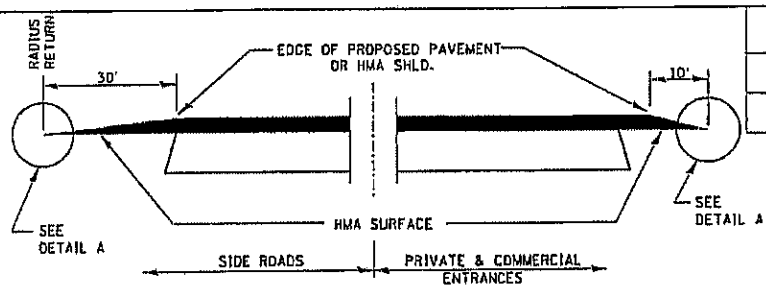 RADIUS
RETURN
30'
EDGE OF PROPOSED PAVEMENT
OR HMA SHLD.
10'
SEE
DETAIL A
HMA SURFACE
SEE
DETAIL A
SIDE ROADS
PRIVATE & COMMERCIAL
ENTRANCES